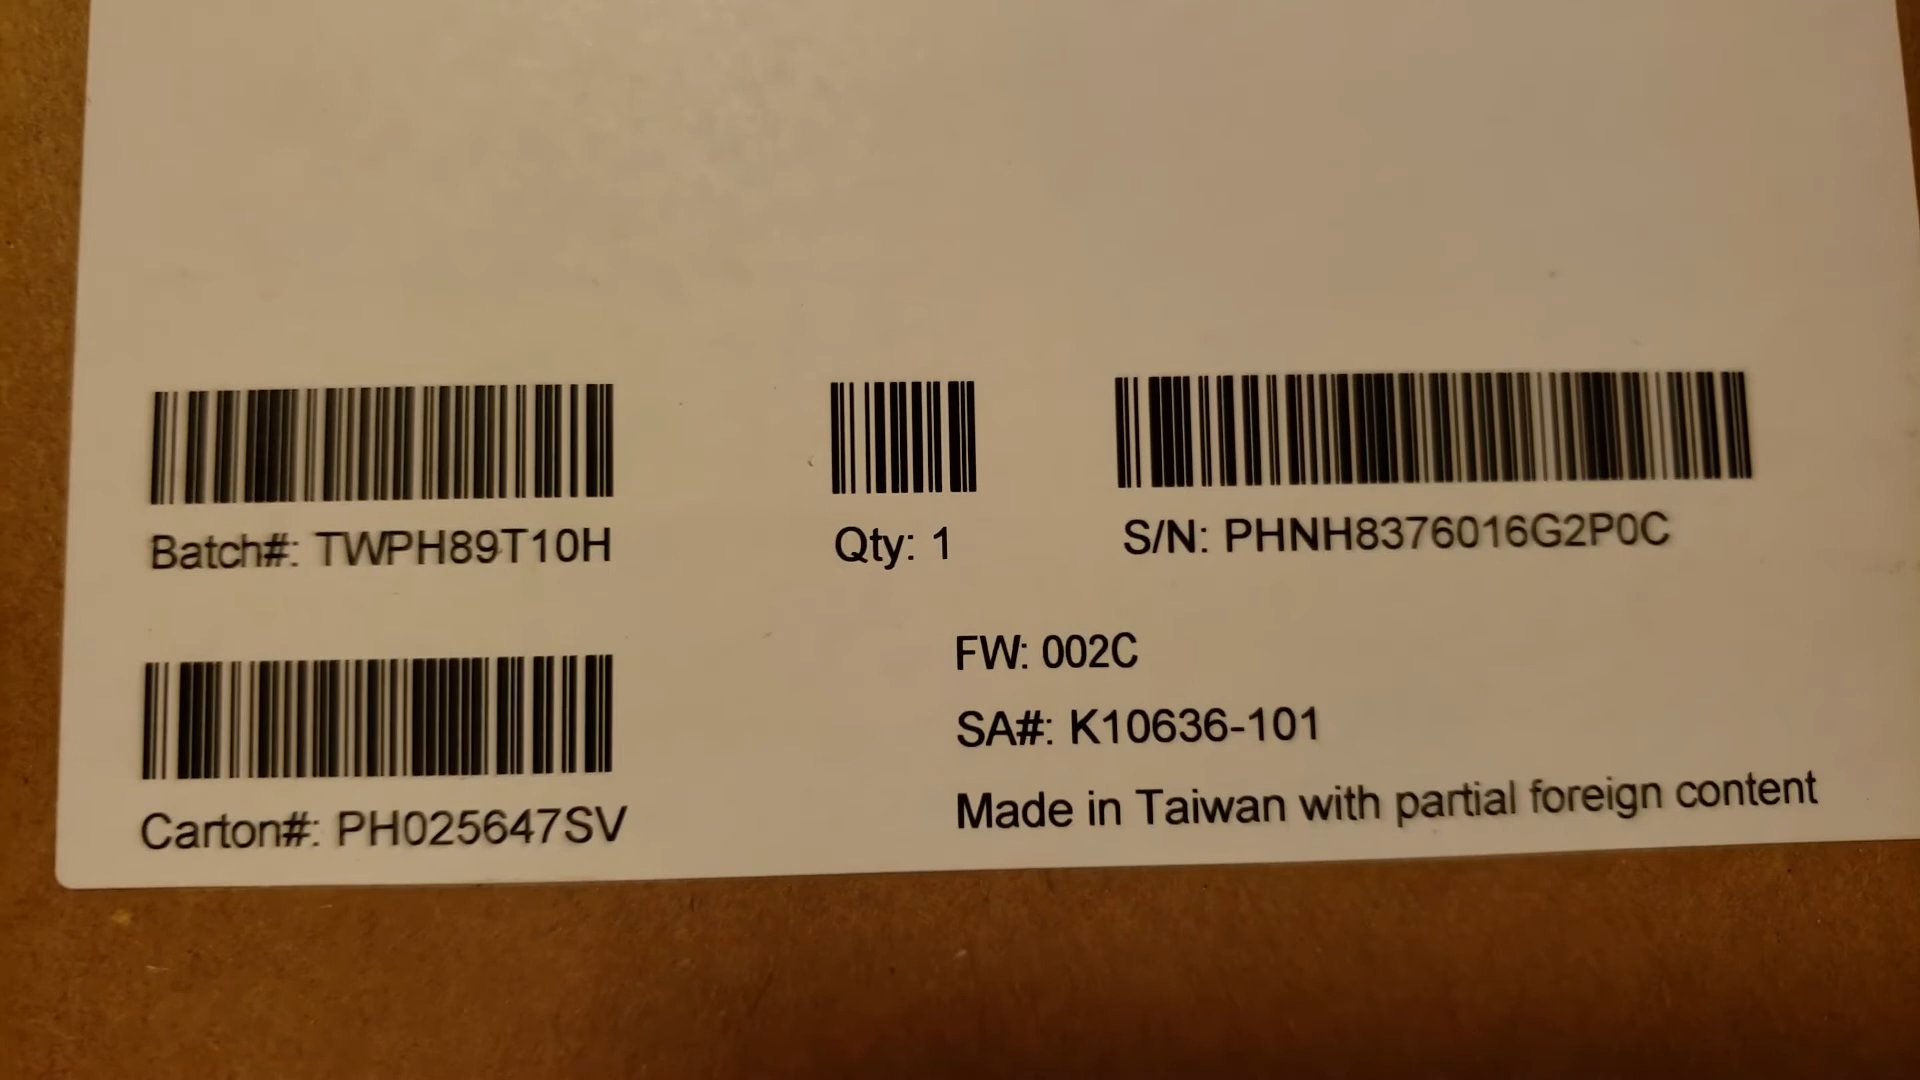 Batch#: TWPH89T10H
Qty: 1
S/N: PHNH8376016G2P0C
FW: 002C
SA#: K10636-101
Carton#: PH025647SV
Made in Taiwan with partial foreign content